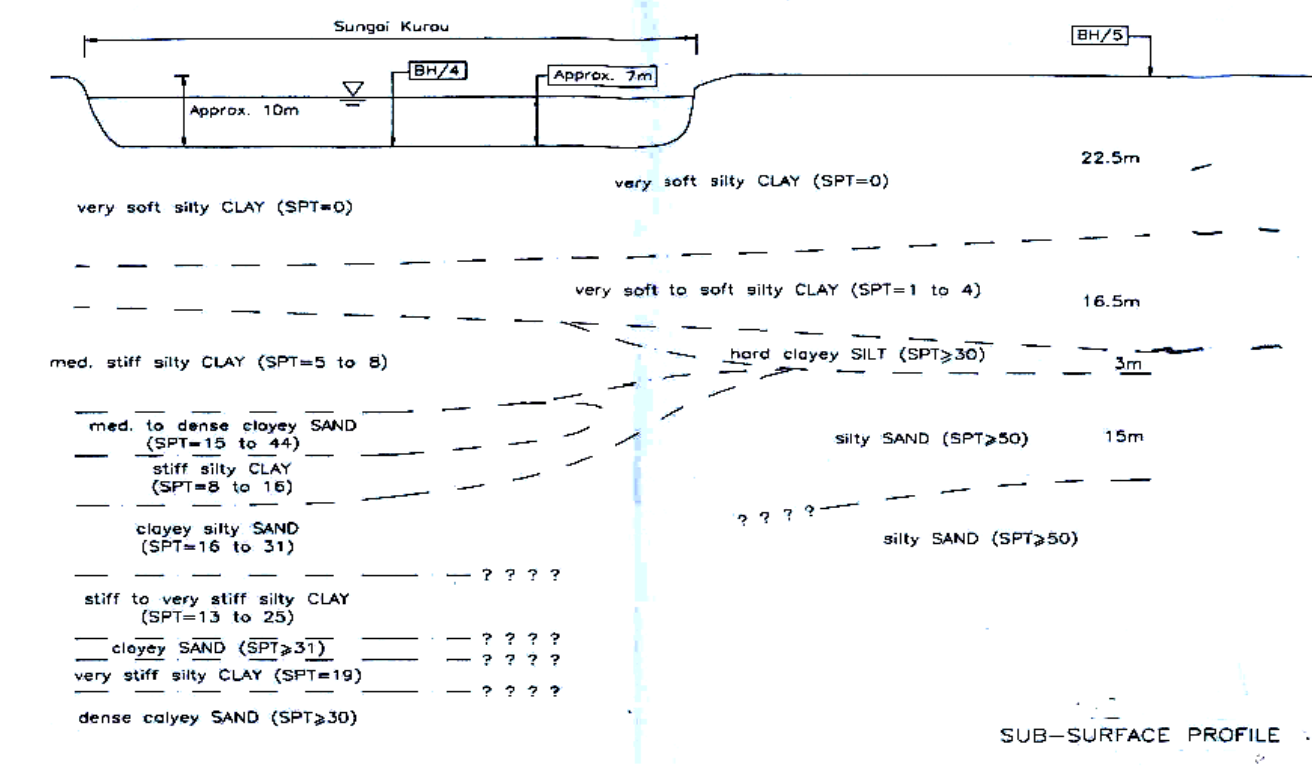 Sungai Kurau
BH/5
BH/4
Approx. 7m
Approx. 10m
22.5m
very soft silty CLAY (SPT=0)
very soft silty CLAY (SPT=0)
very soft to soft silty CLAY (SPT=1 to 4)
16.5m
hard clayey SILT (SPT≥30)
3m
med. stiff silty CLAY (SPT=5 to 8)
med. to dense clayey SAND
(SPT=15 to 44)
silty SAND (SPT≥50)
15m
stiff silty CLAY
(SPT=8 to 16)
clayey silty SAND
(SPT=16 to 31)
? ? ? ?
silty SAND (SPT≥50)
? ? ? ?
stiff to very stiff silty CLAY
(SPT=13 to 25)
? ? ? ?
clayey SAND (SPT≥31)
? ? ? ?
very stiff silty CLAY (SPT=19)
? ? ? ?
dense calyey SAND (SPT≥30)
SUB-SURFACE PROFILE